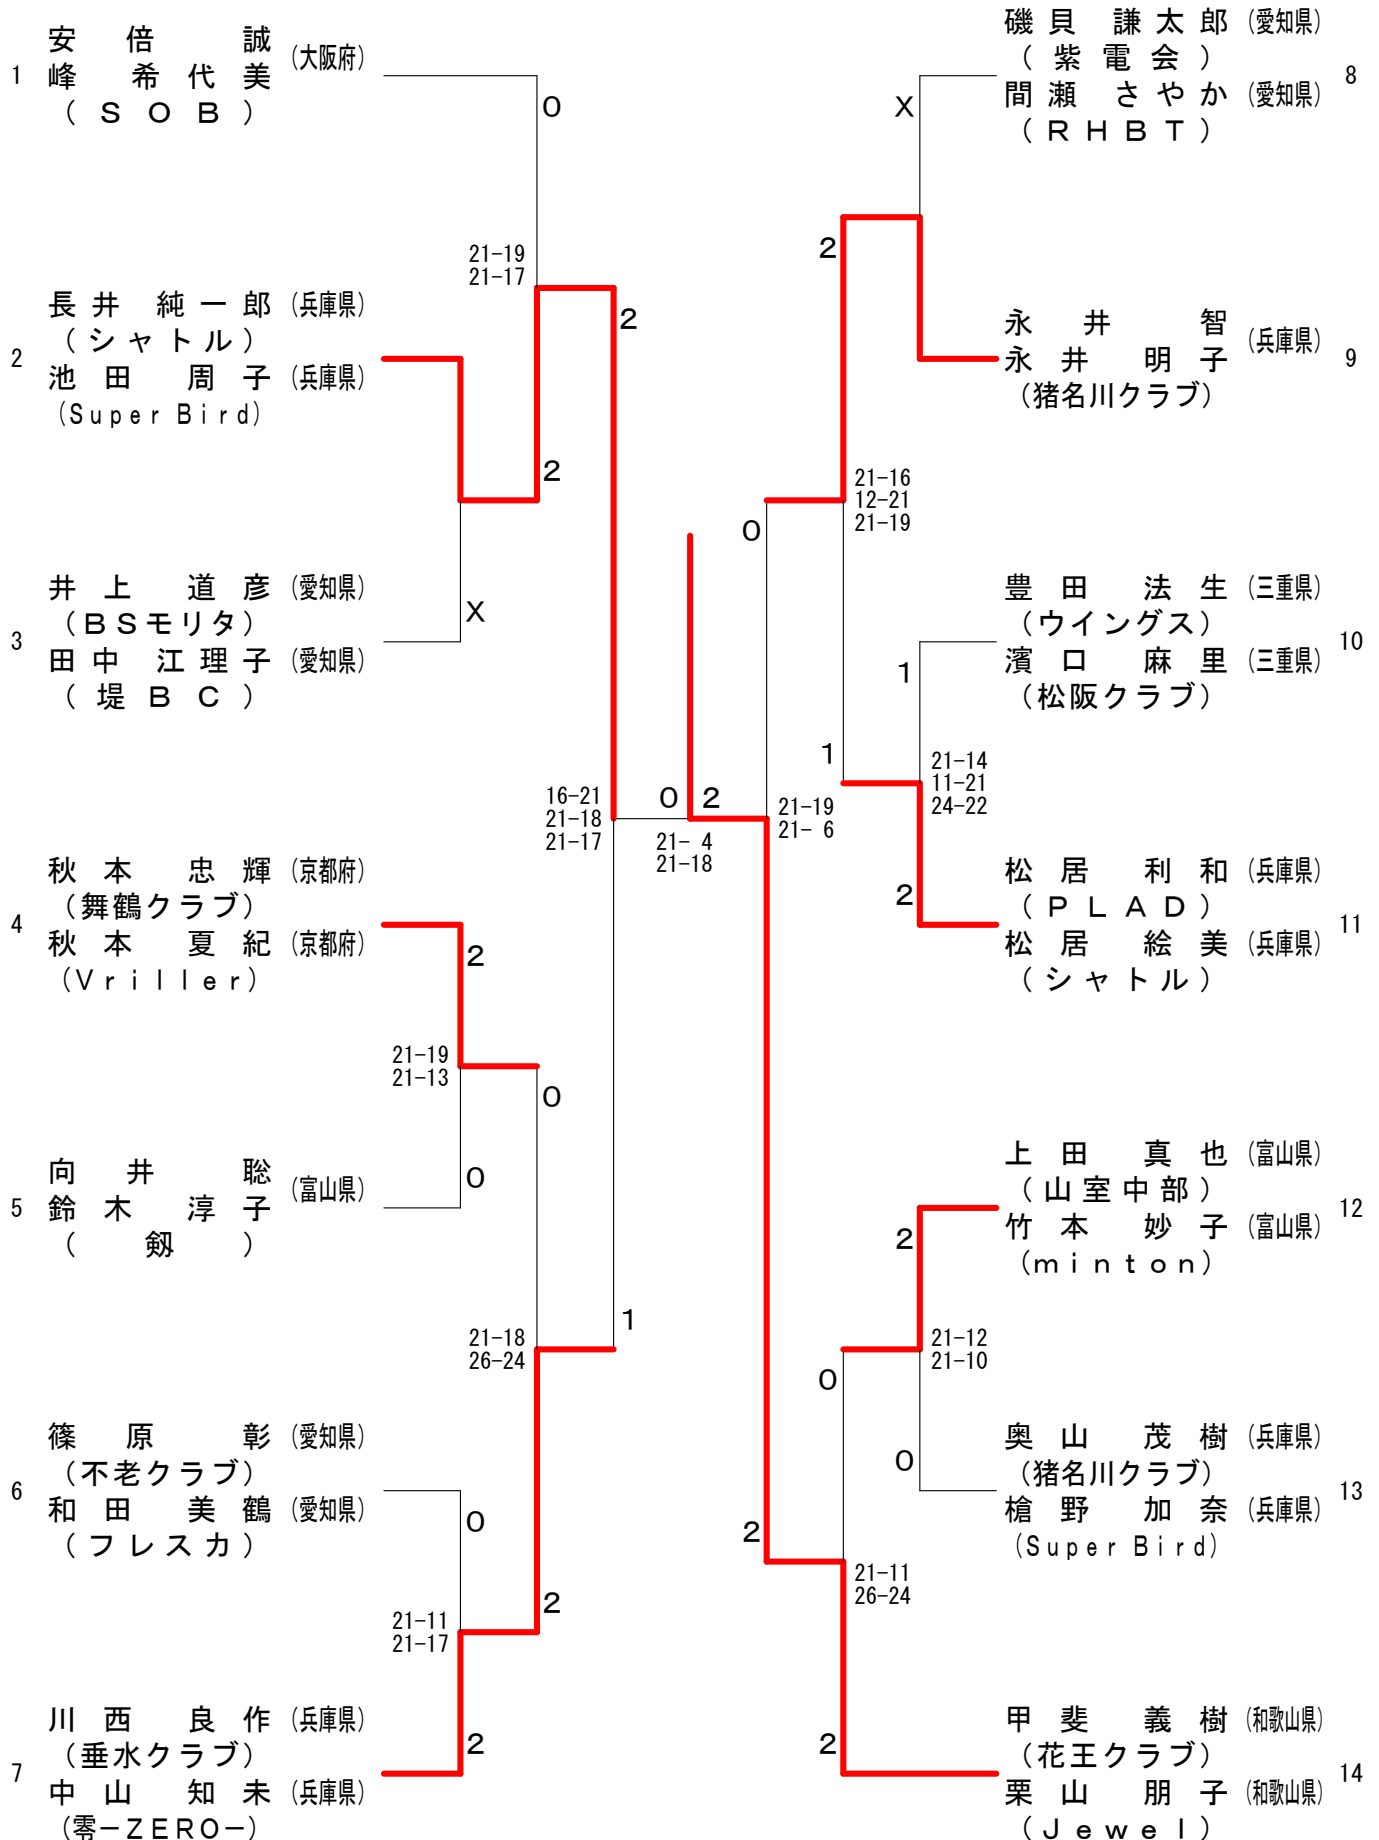 1
安倍 誠
峰 希代美
(SOB)
(大阪府)
0
21-19
21-17
2
長井 純一郎 (兵庫県)
(シャトル)
池田 周子 (兵庫県)
(Super Bird)
2
2
3
井上 道彦 (愛知県)
(BSモリタ)
田中 江理子 (愛知県)
(堤BC)
X
16-21
21-18
21-17
4
秋本 忠輝 (京都府)
(舞鶴クラブ)
秋本 夏紀 (京都府)
(Vriller)
2
21-19
21-13
0
5
向井 聡
鈴木 淳子
(剱)
(富山県)
0
21-18
26-24
1
6
篠原 彰 (愛知県)
(不老クラブ)
和田 美鶴 (愛知県)
(フレスカ)
0
21-11
21-17
2
7
川西 良作 (兵庫県)
(垂水クラブ)
中山 知未 (兵庫県)
(零-ZERO-)
2
0 2
21- 4
21-18
磯貝 謙太郎 (愛知県)
(紫電会)
間瀬 さやか (愛知県)
(RHBT)
8
X
2
永井 智
永井 明子
(猪名川クラブ)
(兵庫県)
9
21-16
12-21
21-19
0
豊田 法生 (三重県)
(ウイングス)
濱口 麻里 (三重県)
(松阪クラブ)
10
1
1
21-14
11-21
24-22
21-19
21- 6
松居 利和 (兵庫県)
(PLAD)
松居 絵美 (兵庫県)
(シャトル)
11
2
上田 真也 (富山県)
(山室中部)
竹本 妙子 (富山県)
(minton)
12
2
21-12
21-10
0
奥山 茂樹 (兵庫県)
(猪名川クラブ)
槍野 加奈 (兵庫県)
(Super Bird)
13
0
2
21-11
26-24
甲斐 義樹 (和歌山県)
(花王クラブ)
栗山 朋子 (和歌山県)
(Jewel)
14
2